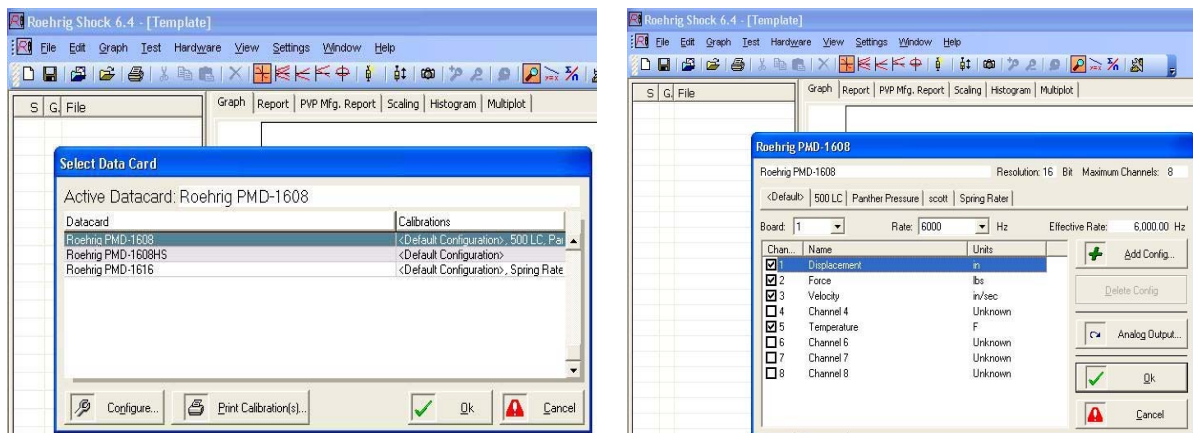 Roehrig Shock 6.4 - [Template]
File Edit Graph Test Hardware View Settings Window Help
S G. File
Graph Report PVP Mfg. Report Scaling Histogram Multiplot
Select Data Card
Active Datacard: Roehrig PMD-1608
Datacard Calibrations
Roehrig PMD-1608 <Default Configuration>, 500 LC, Pa
Roehrig PMD-1608HS <Default Configuration>
Roehrig PMD-1616 <Default Configuration>, Spring Rate
Configure... Print Calibration(s)... Ok Cancel
Roehrig Shock 6.4 - [Template]
File Edit Graph Test Hardware View Settings Window Help
S G. File
Graph Report PVP Mfg. Report Scaling Histogram Multiplot
Roehrig PMD-1608
Roehrig PMD-1608 Resolution: 16 Bit Maximum Channels: 8
<Default> 500 LC Panther Pressure scott Spring Rater
Board: 1 Rate: 6000 Hz Effective Rate: 6,000.00 Hz
Chan... Name Units
1 Displacement in
2 Force lbs
3 Velocity in/sec
4 Channel 4 Unknown
5 Temperature F
6 Channel 6 Unknown
7 Channel 7 Unknown
8 Channel 8 Unknown
Add Config...
Delete Config
Analog Output...
Ok
Cancel